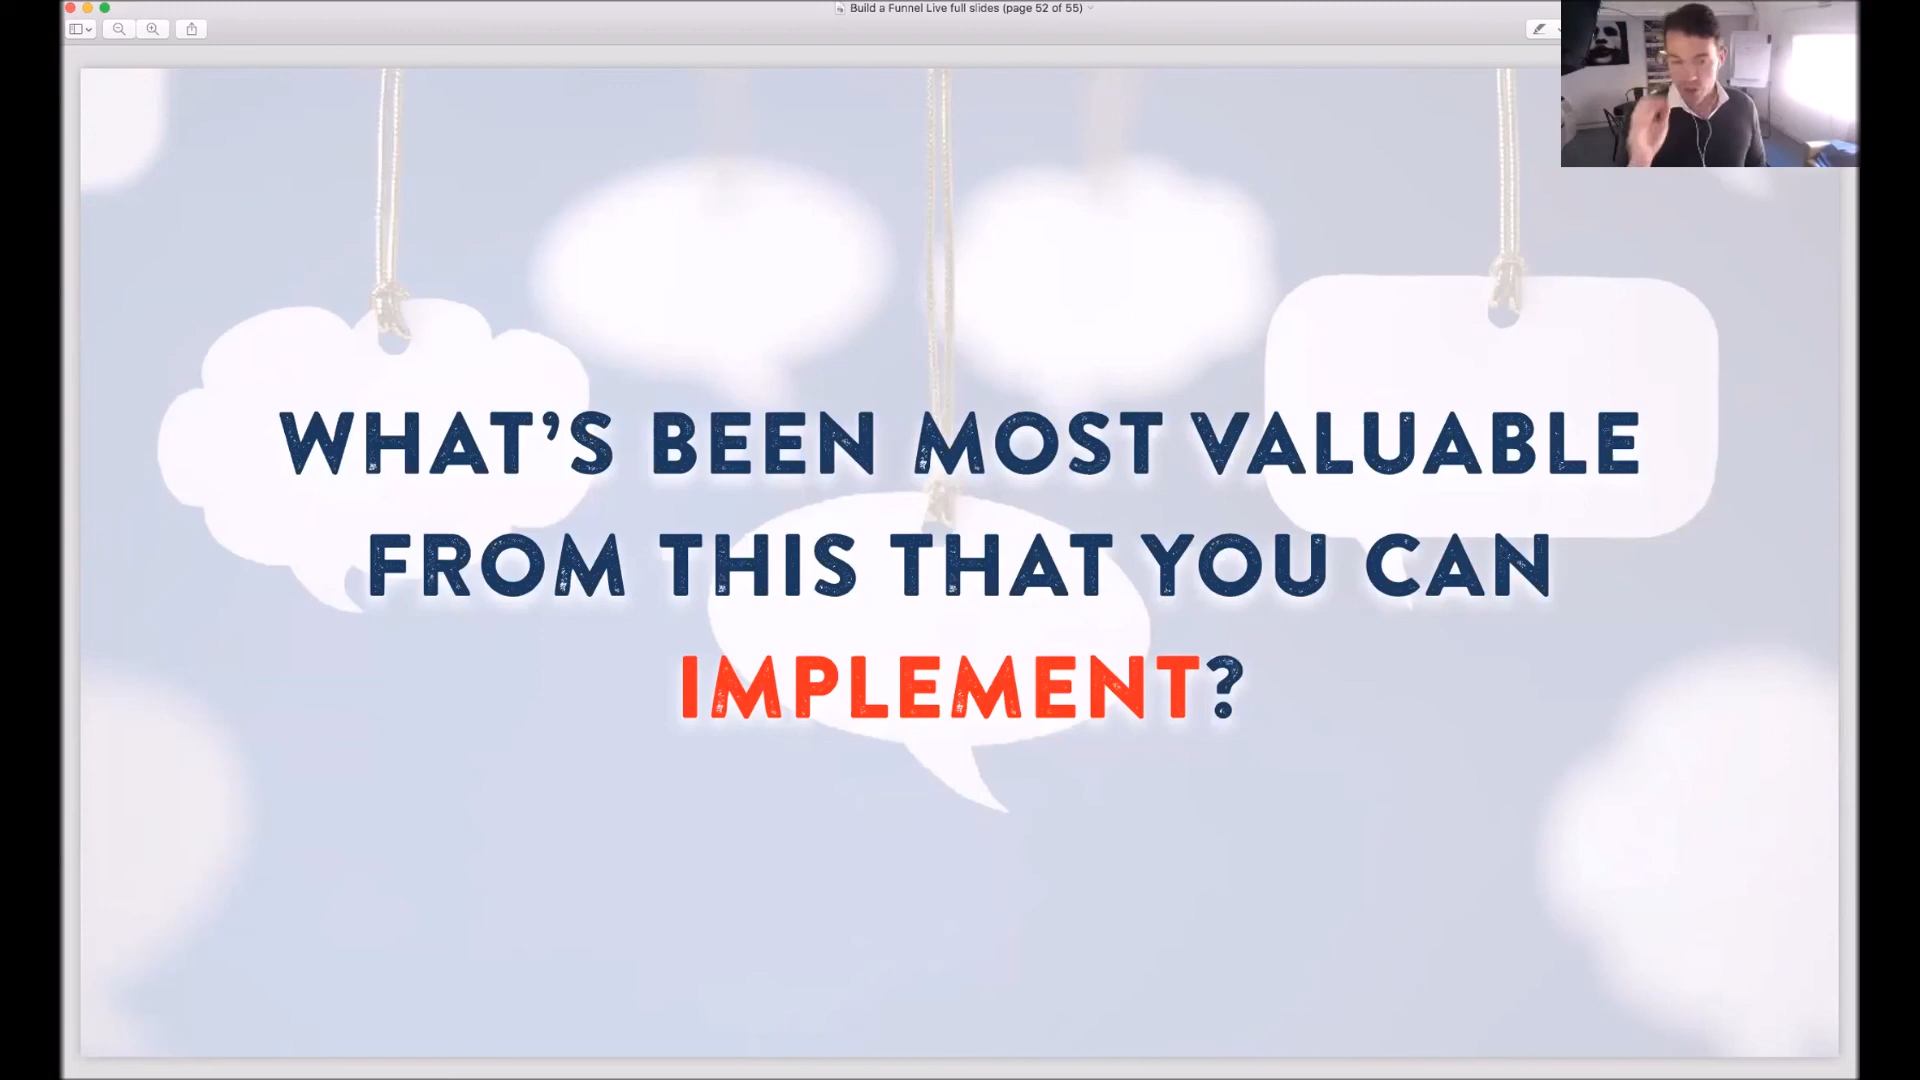 Build a Funnel Live full slides (page 52 of 55)
WHAT'S BEEN MOST VALUABLE
FROM THIS THAT YOU CAN
IMPLEMENT?